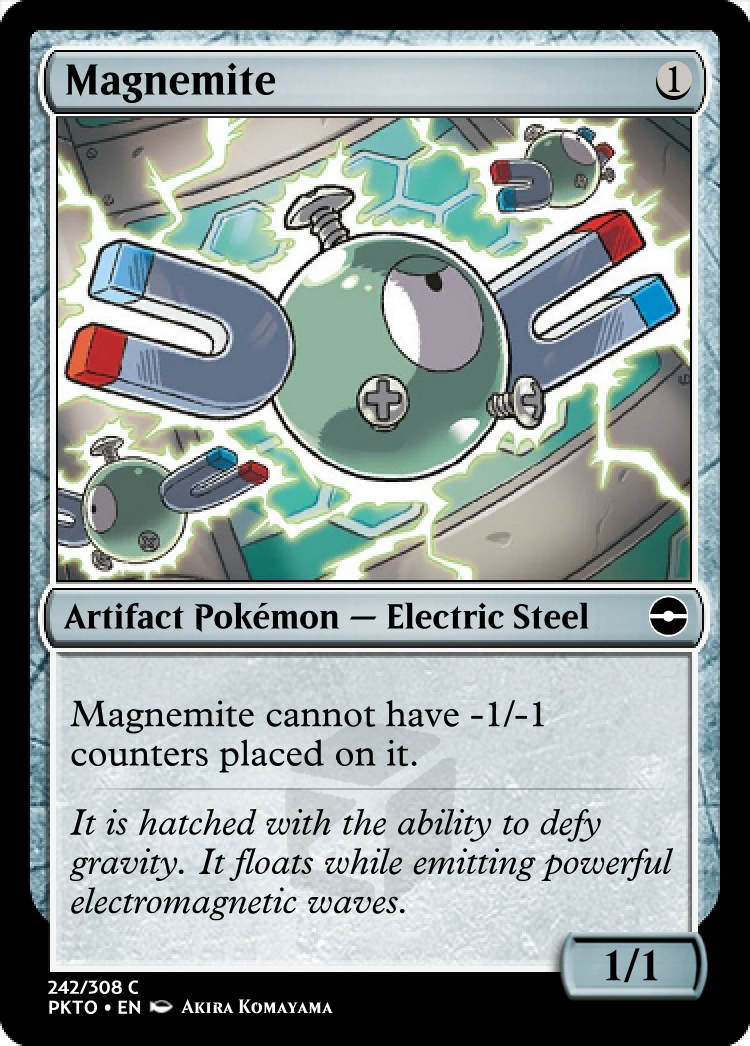 Magnemite 1
Artifact Pokémon — Electric Steel
Magnemite cannot have -1/-1
counters placed on it.
It is hatched with the ability to defy
gravity. It floats while emitting powerful
electromagnetic waves.
1/1
242/308 C
PKTO • EN Akira Komayama